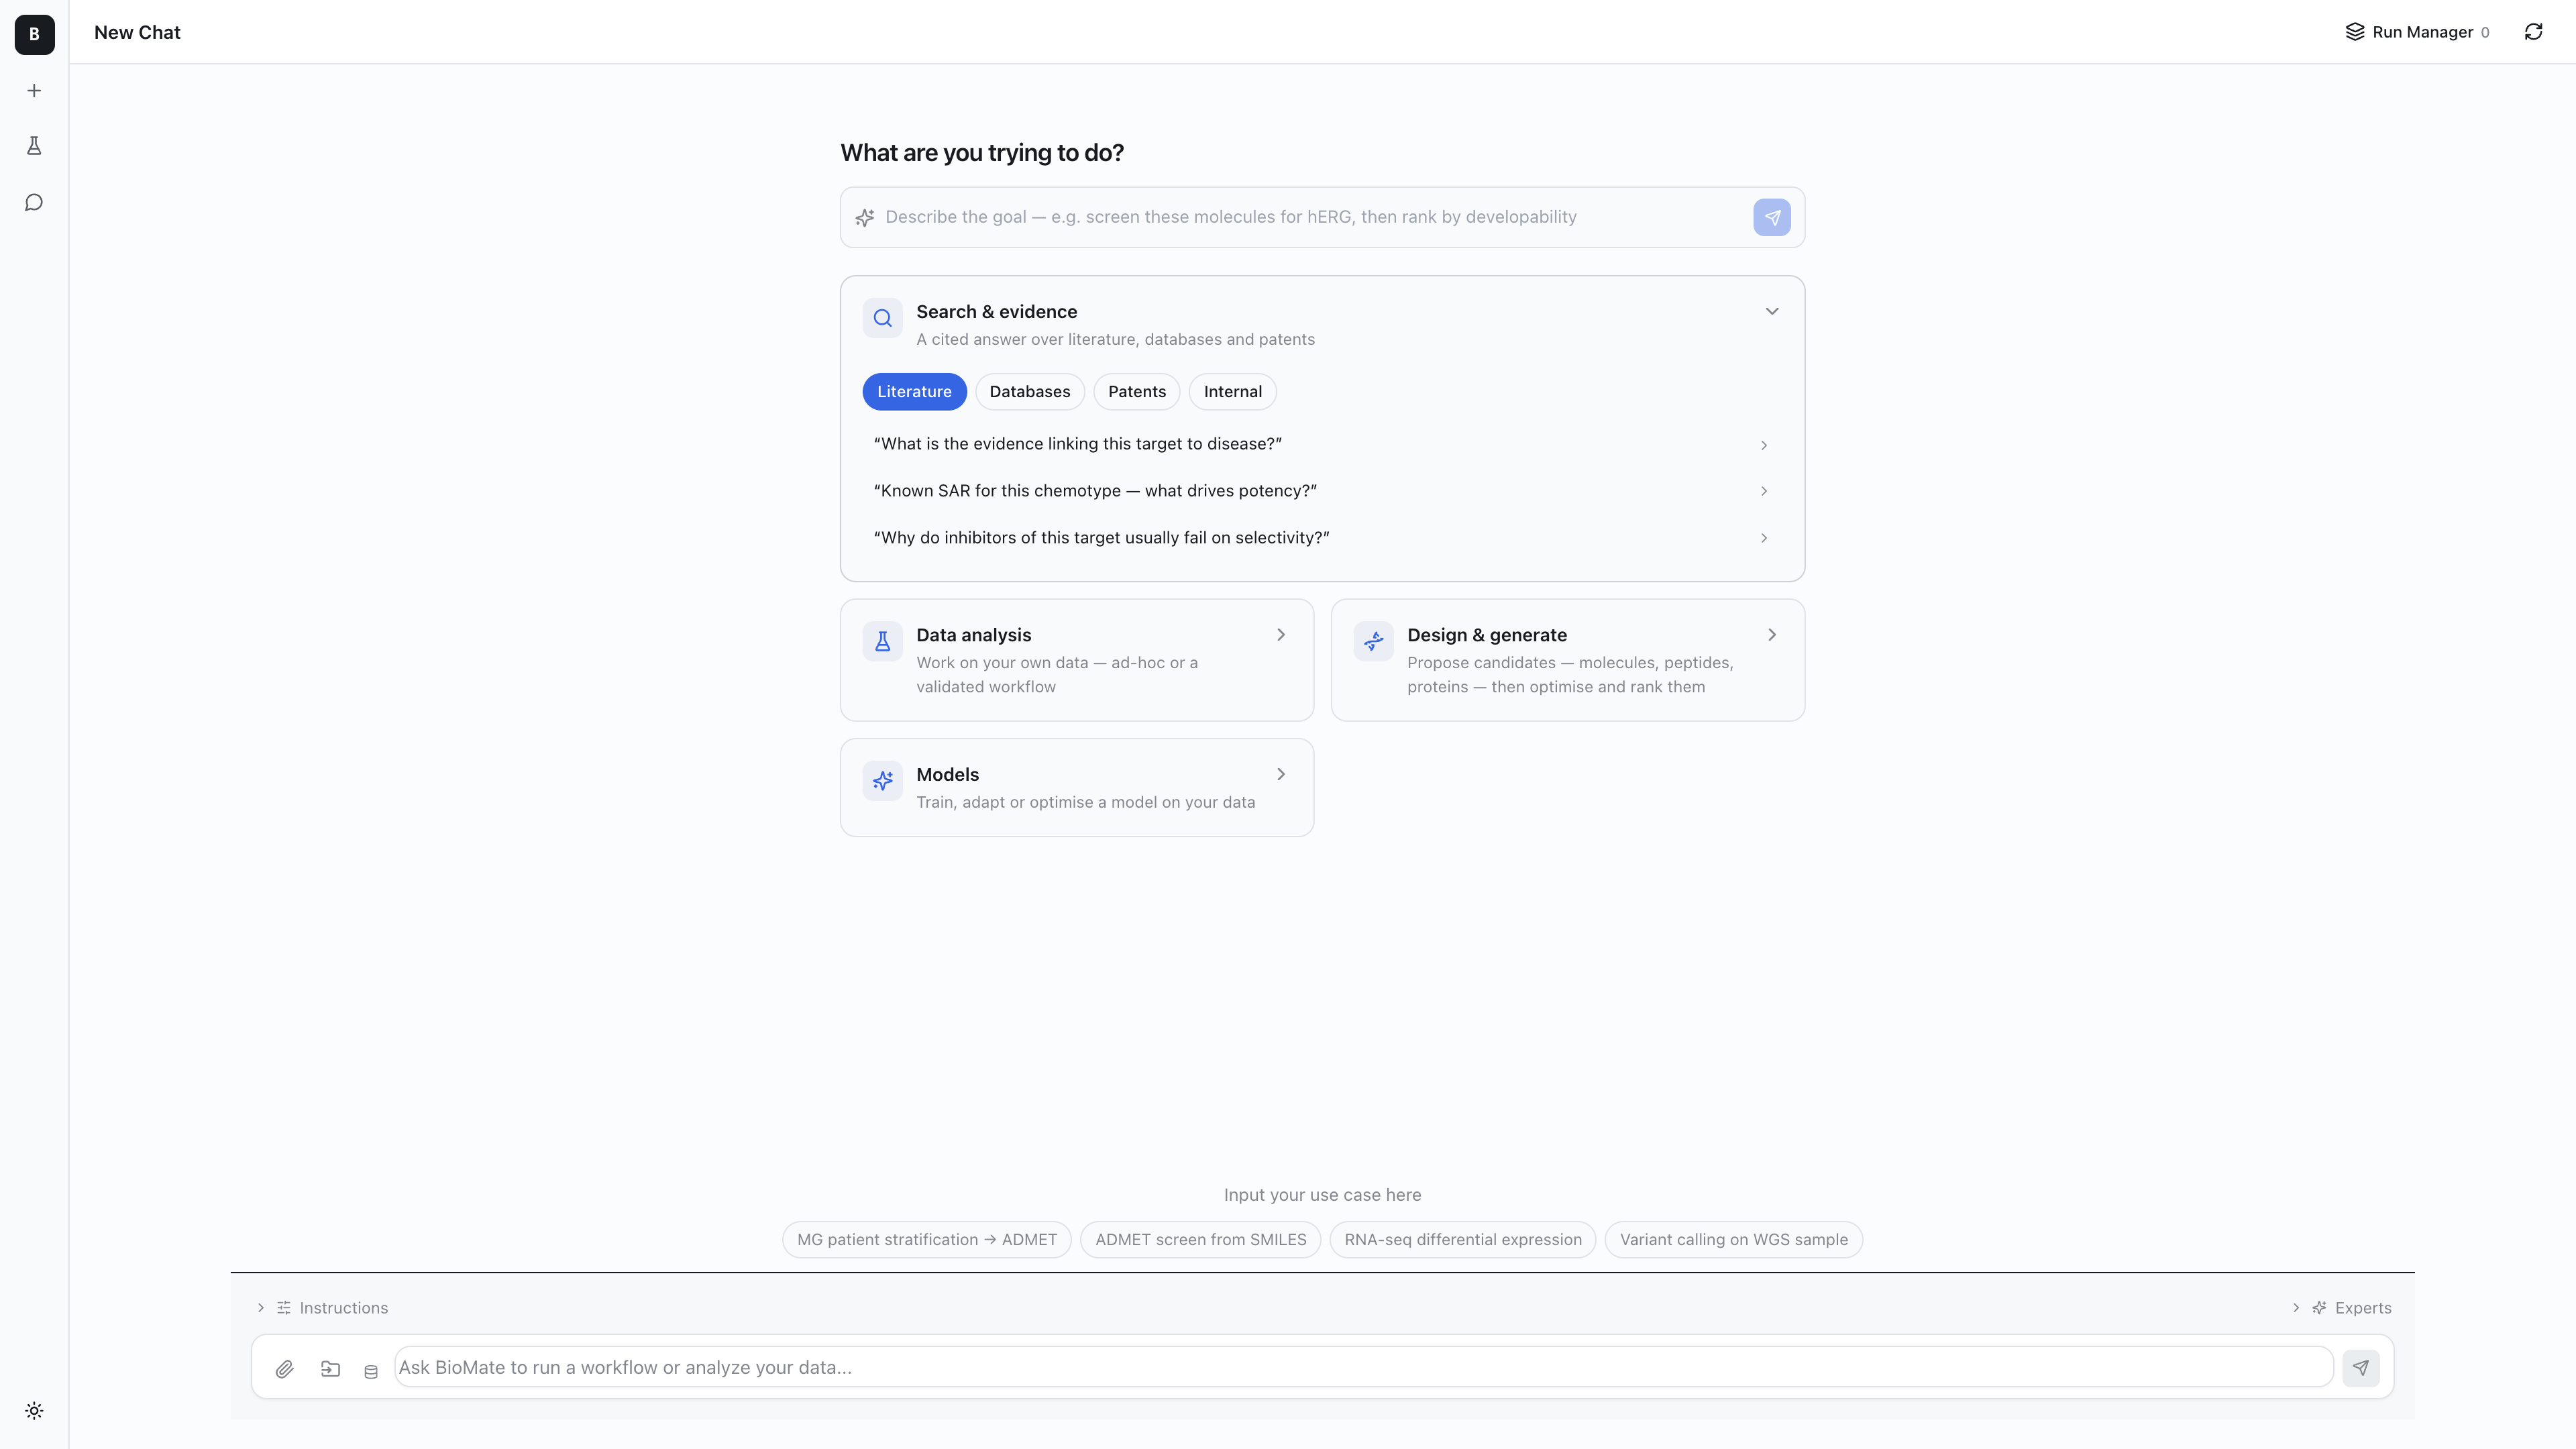 B
New Chat
Run Manager 0
What are you trying to do?
Describe the goal — e.g. screen these molecules for hERG, then rank by developability
Search & evidence
A cited answer over literature, databases and patents
Literature
Databases
Patents
Internal
“What is the evidence linking this target to disease?”
“Known SAR for this chemotype — what drives potency?”
“Why do inhibitors of this target usually fail on selectivity?”
Data analysis
Work on your own data — ad-hoc or a
validated workflow
Design & generate
Propose candidates — molecules, peptides,
proteins — then optimise and rank them
Models
Train, adapt or optimise a model on your data
Input your use case here
MG patient stratification → ADMET
ADMET screen from SMILES
RNA-seq differential expression
Variant calling on WGS sample
Instructions
Experts
Ask BioMate to run a workflow or analyze your data...